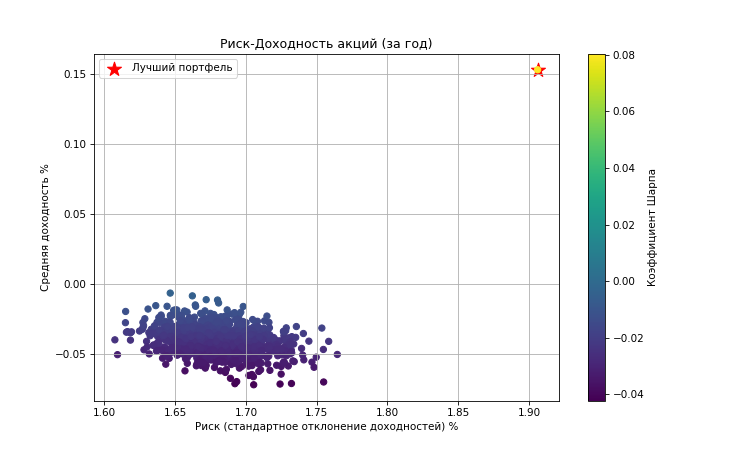 Риск-Доходность акций (за год)
Лучший портфель
Средняя доходность %
0.15
0.10
0.05
0.00
−0.05
1.60 1.65 1.70 1.75 1.80 1.85 1.90
Риск (стандартное отклонение доходностей) %
0.08
0.06
0.04
0.02
0.00
−0.02
−0.04
Коэффициент Шарпа